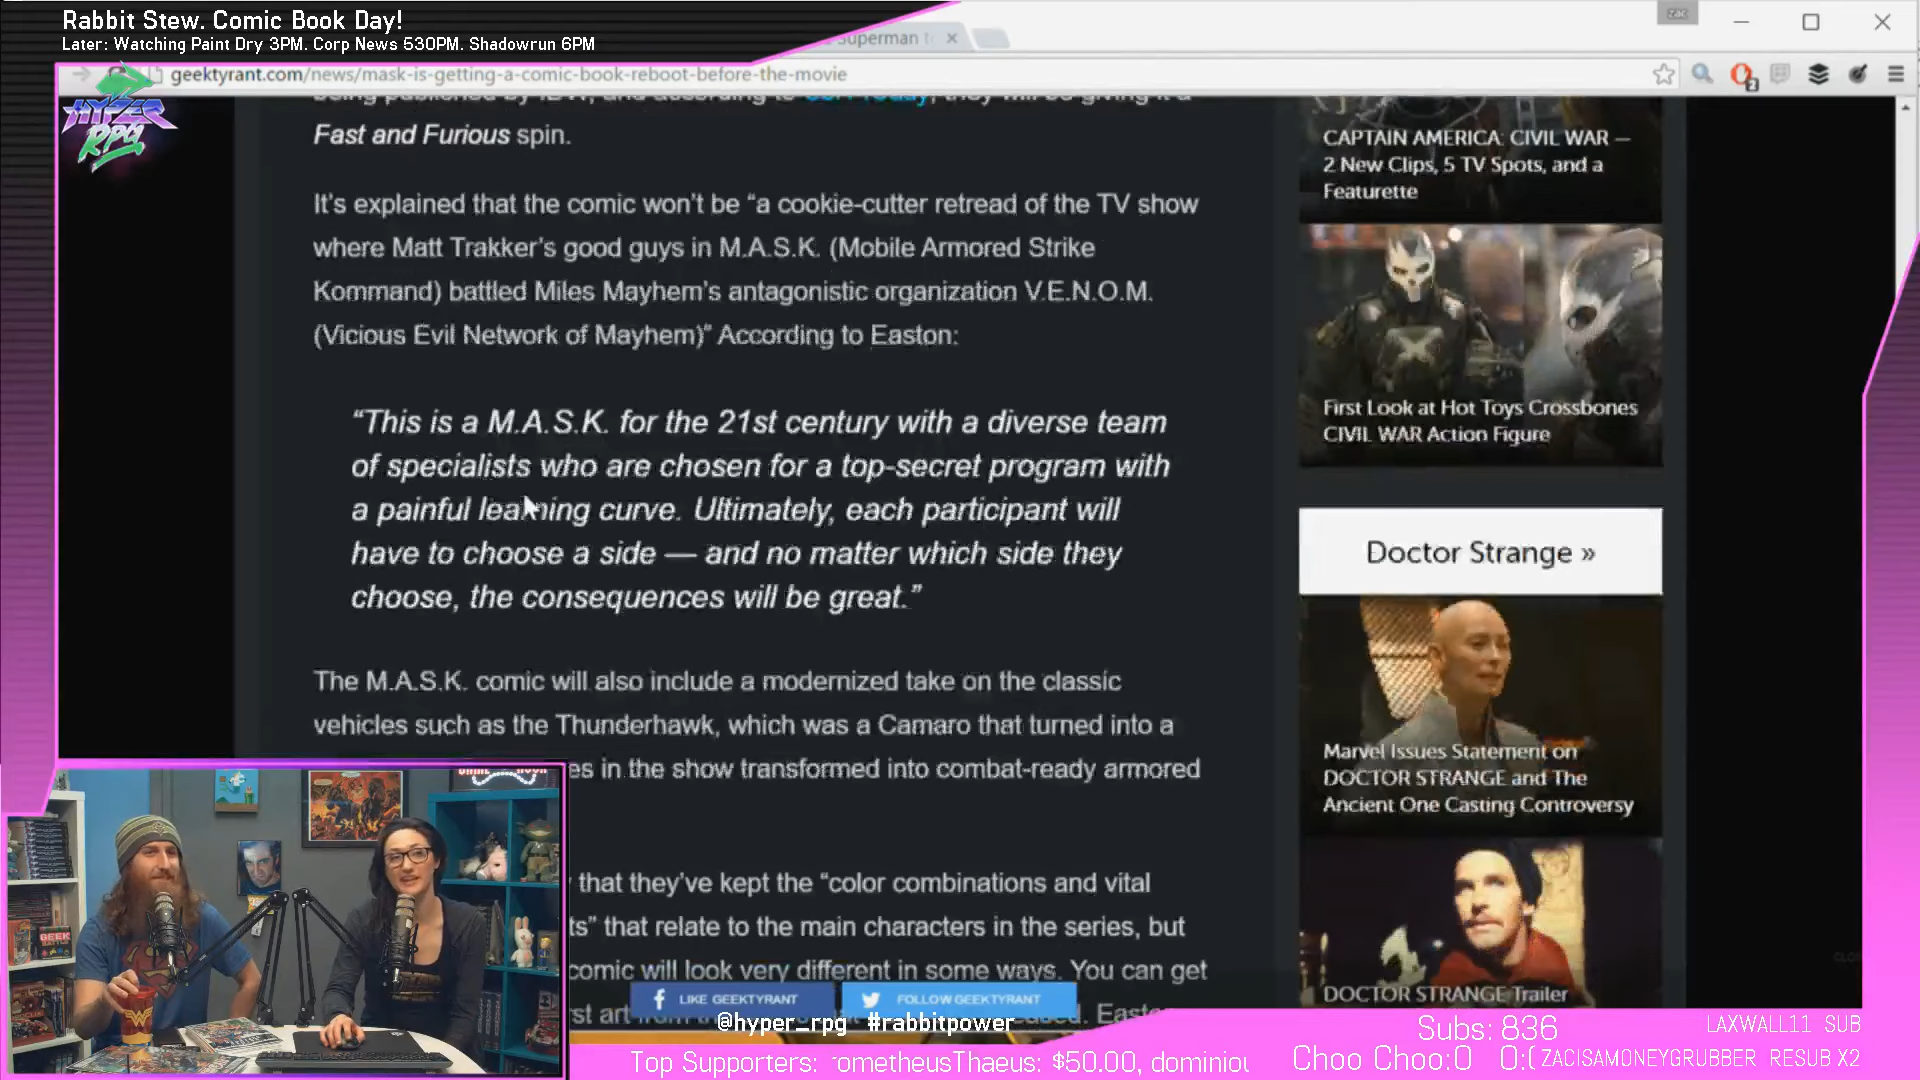 Rabbit Stew. Comic Book Day!
Later: Watching Paint Dry 3PM. Corp News 530PM. Shadowrun 6PM
zac
Superman t
geektyrant.com/news/mask-is-getting-a-comic-book-reboot-before-the-movie
HYPER
RPG
Fast and Furious spin.
It's explained that the comic won't be “a cookie-cutter retread of the TV show
where Matt Trakker's good guys in M.A.S.K. (Mobile Armored Strike
Kommand) battled Miles Mayhem's antagonistic organization V.E.N.O.M.
(Vicious Evil Network of Mayhem)” According to Easton:
“This is a M.A.S.K. for the 21st century with a diverse team
of specialists who are chosen for a top-secret program with
a painful learning curve. Ultimately, each participant will
have to choose a side — and no matter which side they
choose, the consequences will be great.”
The M.A.S.K. comic will also include a modernized take on the classic
vehicles such as the Thunderhawk, which was a Camaro that turned into a
es in the show transformed into combat-ready armored
that they've kept the “color combinations and vital
ts” that relate to the main characters in the series, but
comic will look very different in some ways. You can get
CAPTAIN AMERICA: CIVIL WAR —
2 New Clips, 5 TV Spots, and a
Featurette
First Look at Hot Toys Crossbones
CIVIL WAR Action Figure
Doctor Strange »
Marvel Issues Statement on
DOCTOR STRANGE and The
Ancient One Casting Controversy
DOCTOR STRANGE Trailer
LIKE GEEKTYRANT
FOLLOW GEEKTYRANT
@hyper_rpg #rabbitpower
Top Supporters: rometheusThaeus: $50.00, dominiou
Subs: 836
LAXWALL11 SUB
Choo Choo:0 0:(
ZACISAMONEYGRUBBER RESUB X2